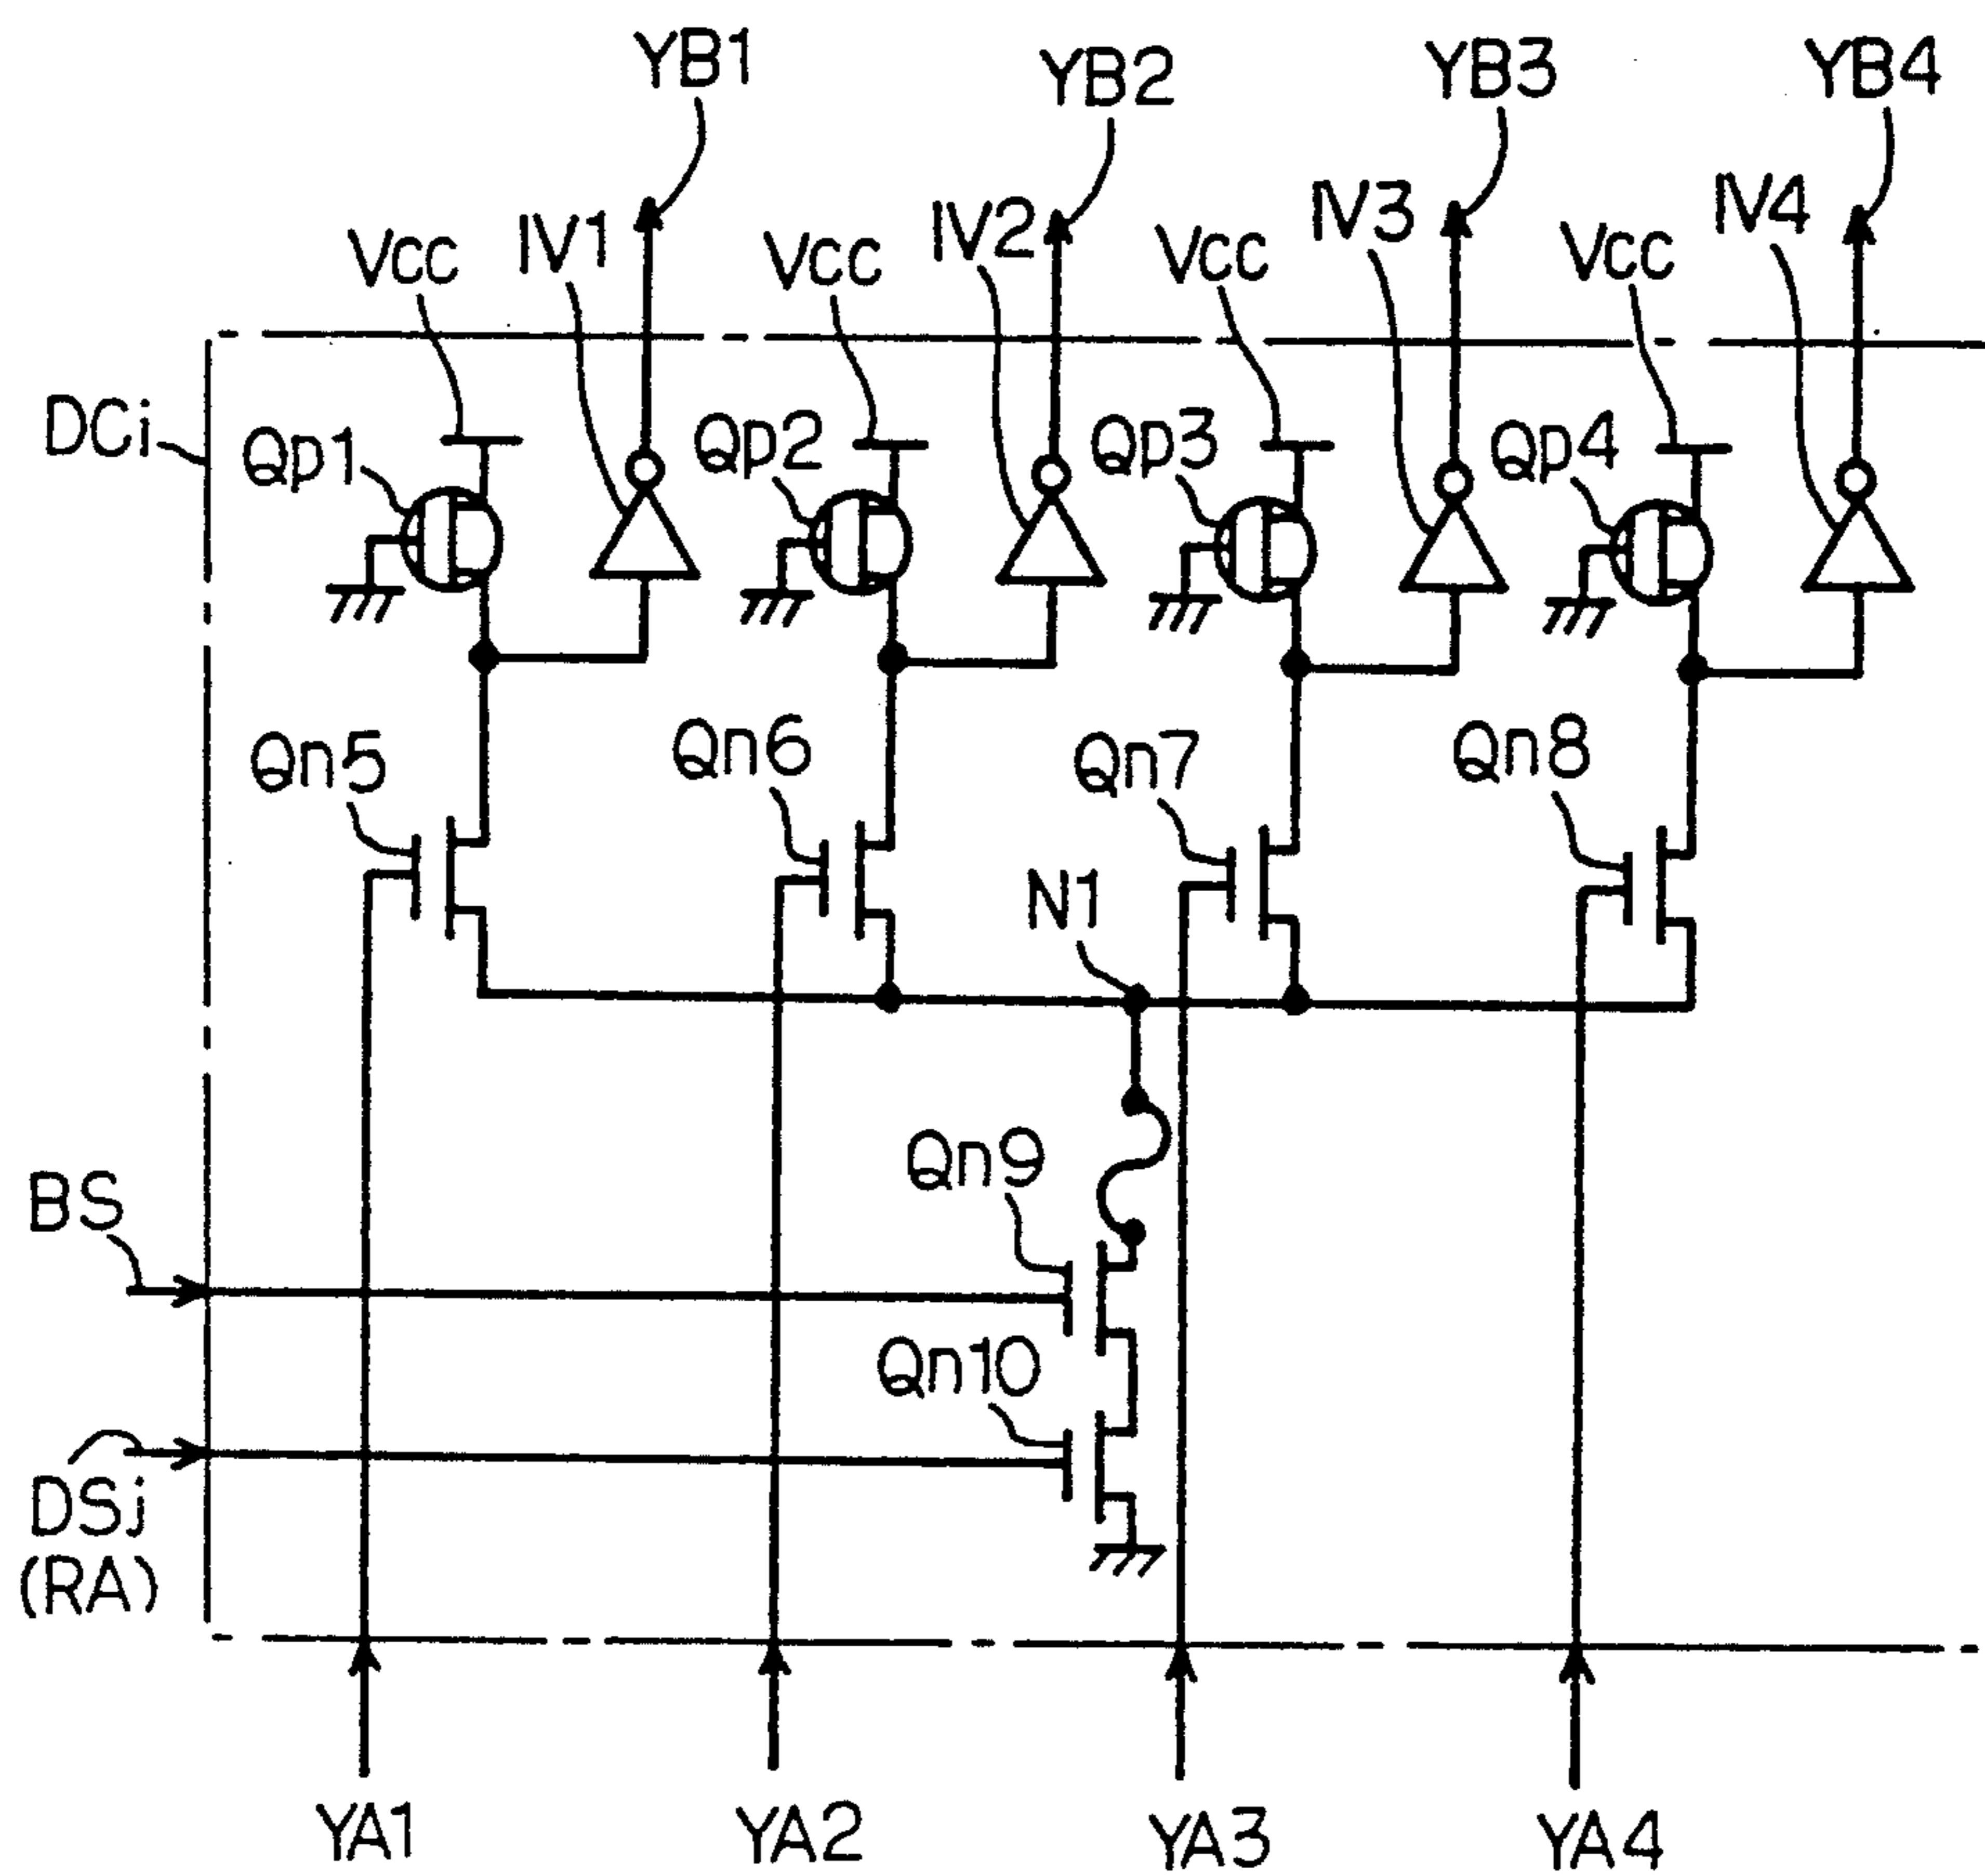 YB1
YB2
YB3
YB4
Vcc
IV1
Vcc
IV2
Vcc
IV3
Vcc
IV4
DCi
Qp1
Qp2
Qp3
Qp4
Qn5
Qn6
Qn7
Qn8
N1
Qn9
BS
Qn10
DSj
(RA)
YA1
YA2
YA3
YA4